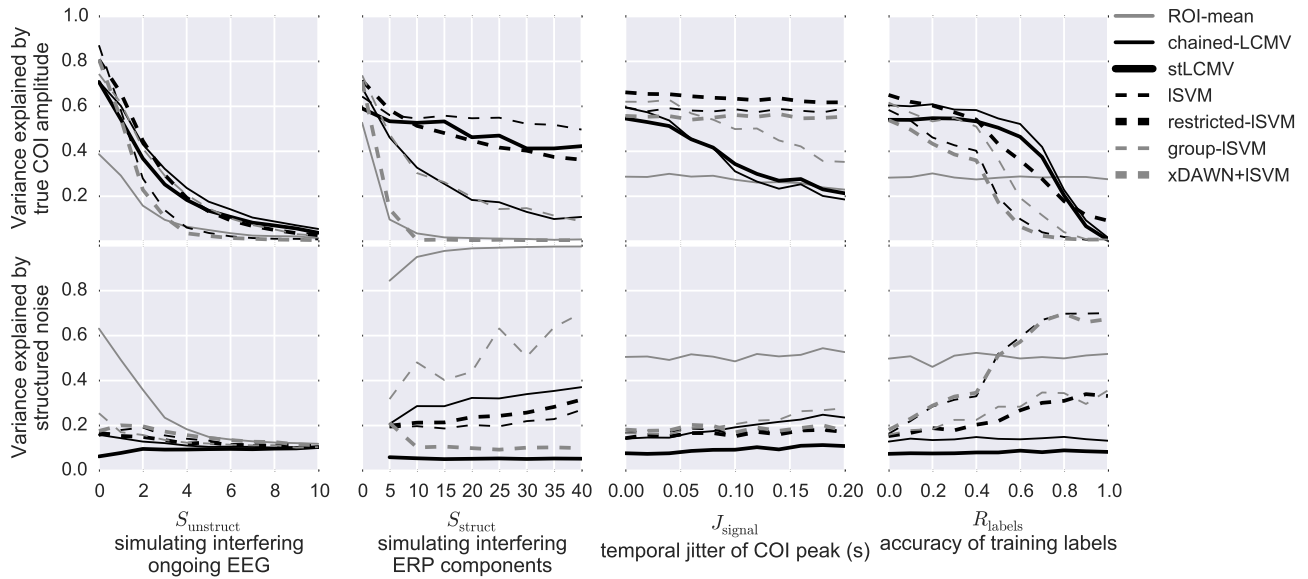 Variance explained by
true COI amplitude
1.0
0.8
0.6
0.4
0.2
Variance explained by
structured noise
0.8
0.6
0.4
0.2
0.0
0 2 4 6 8 10
S_unstruct
simulating interfering
ongoing EEG
0 5 10 15 20 25 30 35 40
S_struct
simulating interfering
ERP components
0.00 0.05 0.10 0.15 0.20
J_signal
temporal jitter of COI peak (s)
0.0 0.2 0.4 0.6 0.8 1.0
R_labels
accuracy of training labels
ROI-mean
chained-LCMV
stLCMV
lSVM
restricted-lSVM
group-lSVM
xDAWN+lSVM